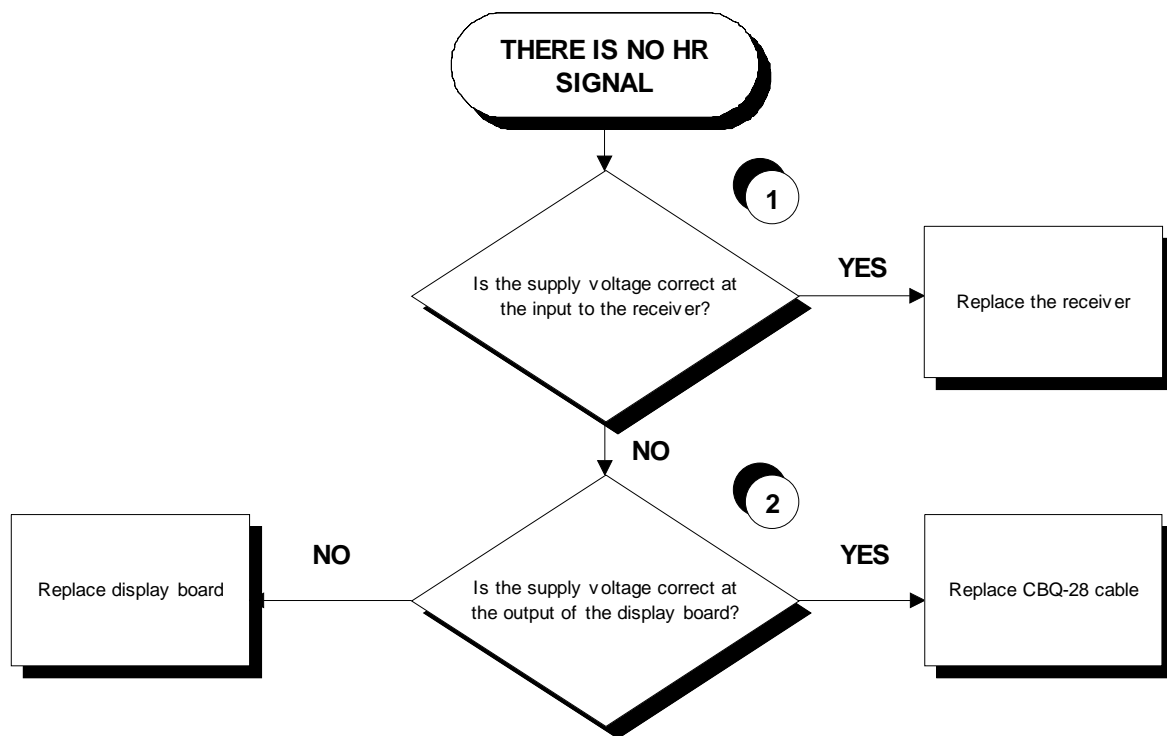 THERE IS NO HR
SIGNAL
1
Is the supply voltage correct at
the input to the receiver?
YES
Replace the receiver
NO
2
Replace display board
NO
Is the supply voltage correct at
the output of the display board?
YES
Replace CBQ-28 cable